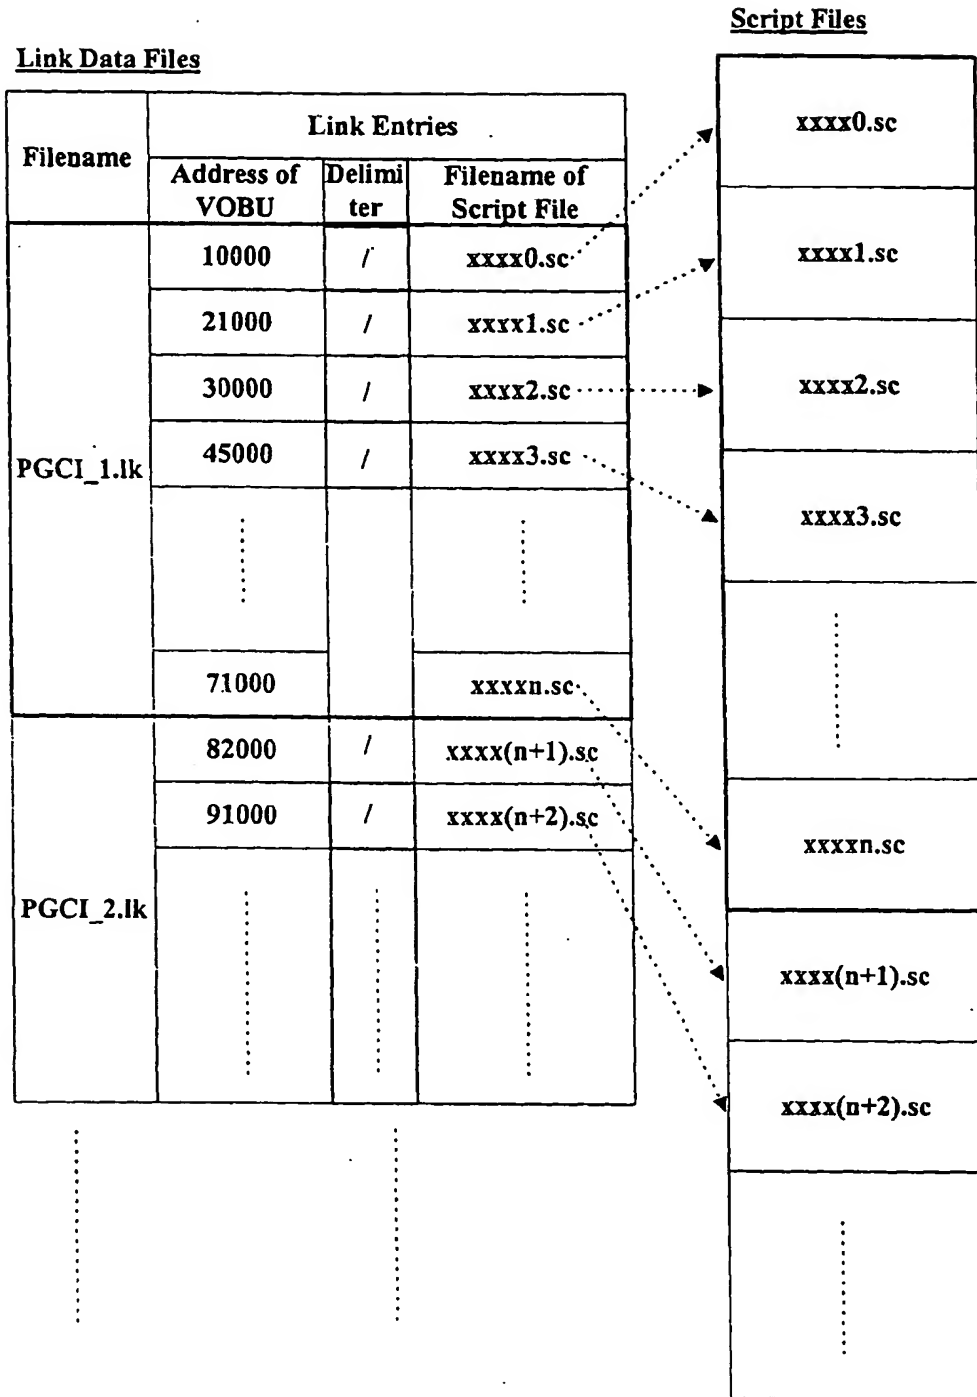 Script Files
Link Data Files
Filename
Link Entries
Address of
VOBU
Delimi
ter
Filename of
Script File
PGCI_1.lk
10000 / xxxx0.sc
21000 / xxxx1.sc
30000 / xxxx2.sc
45000 / xxxx3.sc
71000 xxxxn.sc
PGCI_2.lk
82000 / xxxx(n+1).sc
91000 / xxxx(n+2).sc
xxxx0.sc
xxxx1.sc
xxxx2.sc
xxxx3.sc
xxxxn.sc
xxxx(n+1).sc
xxxx(n+2).sc